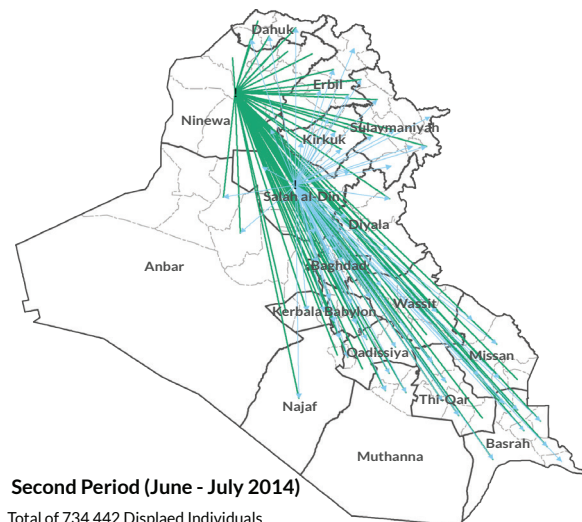 Dahuk
Erbil
Ninewa
Sulaymaniyah
Kirkuk
Salah al-Din
Diyala
Anbar
Baghdad
Wassit
Kerbala Babylon
Qadissiya
Missan
Najaf
Thi-Qar
Basrah
Muthanna
Second Period (June - July 2014)
Total of 734,442 Displaed Individuals